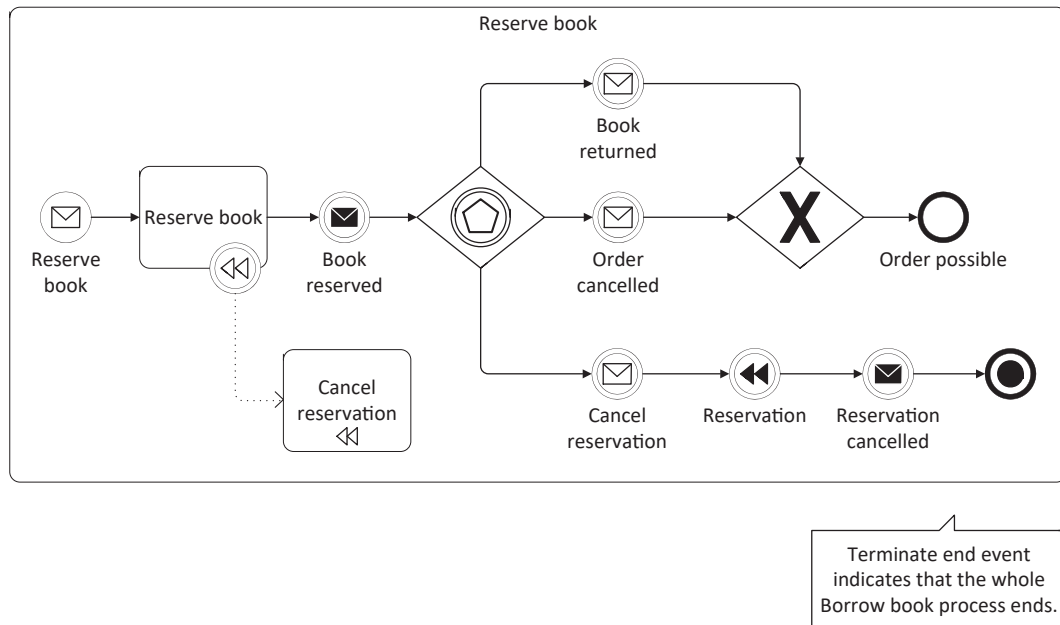 Reserve book
Book
returned
Reserve book
Reserve
book
Book
reserved
Order
cancelled
X
Order possible
Cancel
reservation
Cancel
reservation
Reservation
Reservation
cancelled
Terminate end event
indicates that the whole
Borrow book process ends.